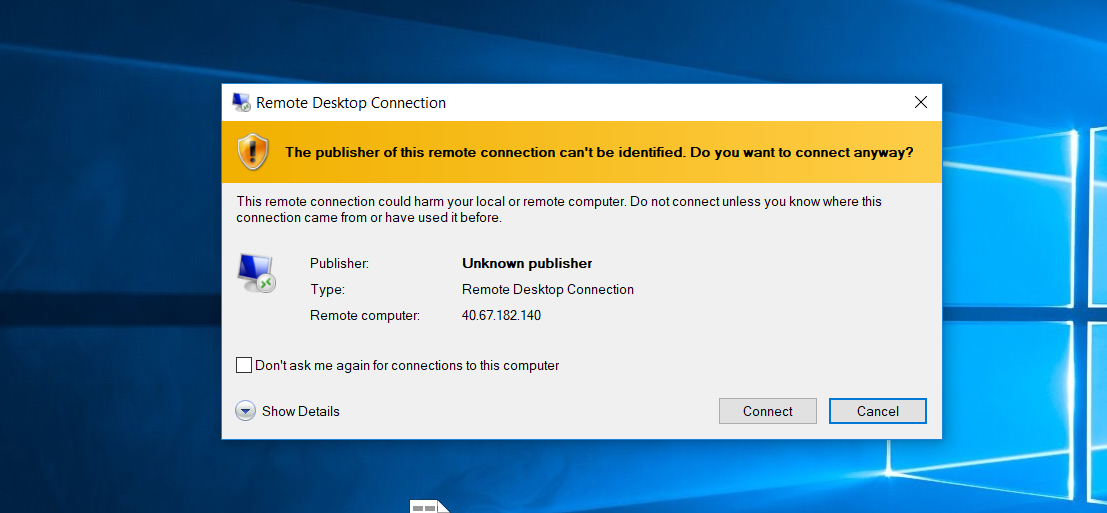 Remote Desktop Connection
The publisher of this remote connection can't be identified. Do you want to connect anyway?
This remote connection could harm your local or remote computer. Do not connect unless you know where this
connection came from or have used it before.
Publisher: Unknown publisher
Type: Remote Desktop Connection
Remote computer: 40.67.182.140
Don't ask me again for connections to this computer
Show Details Connect Cancel